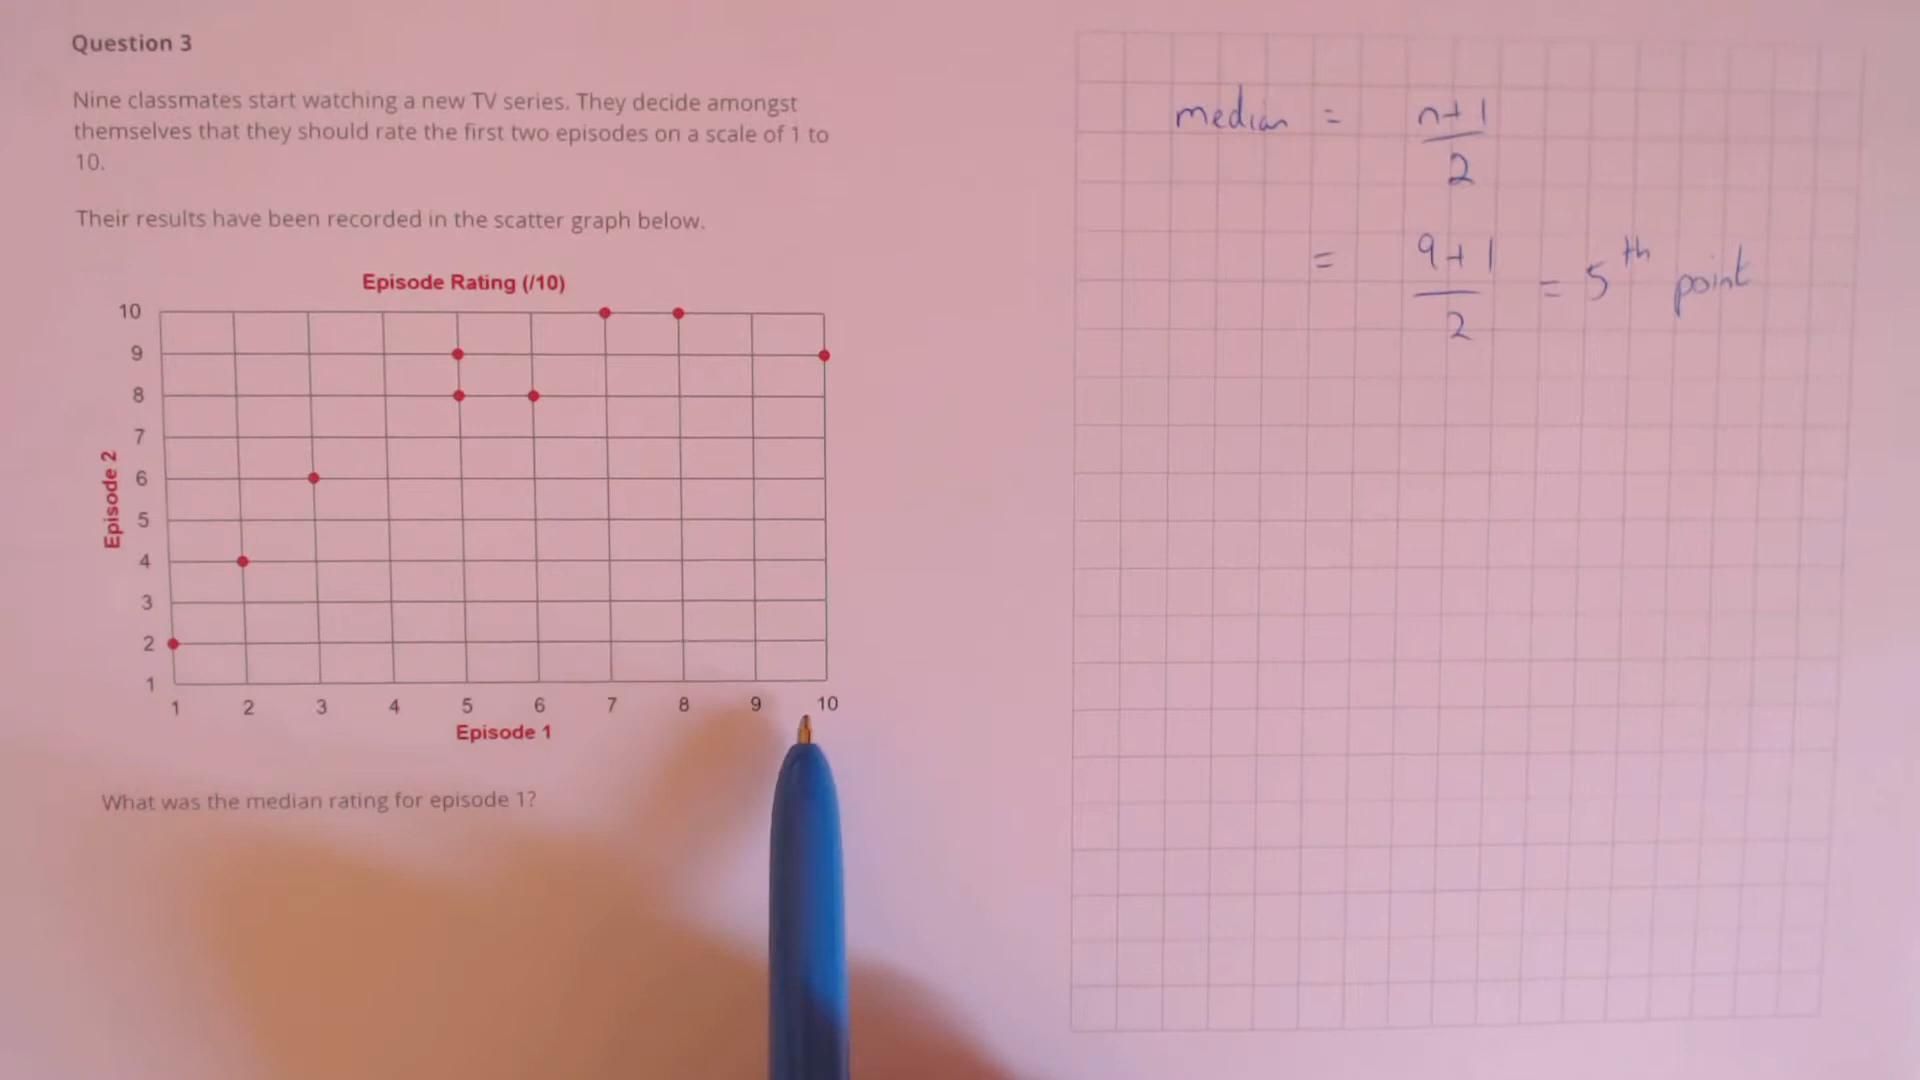 Question 3
Nine classmates start watching a new TV series. They decide amongst
themselves that they should rate the first two episodes on a scale of 1 to
10.
Their results have been recorded in the scatter graph below.
Episode Rating (/10)
10
9
8
7
6
5
4
3
2
1
Episode 2
1 2 3 4 5 6 7 8 9 10
Episode 1
What was the median rating for episode 1?
median = n+1
2
= 9+1
2
= 5th point